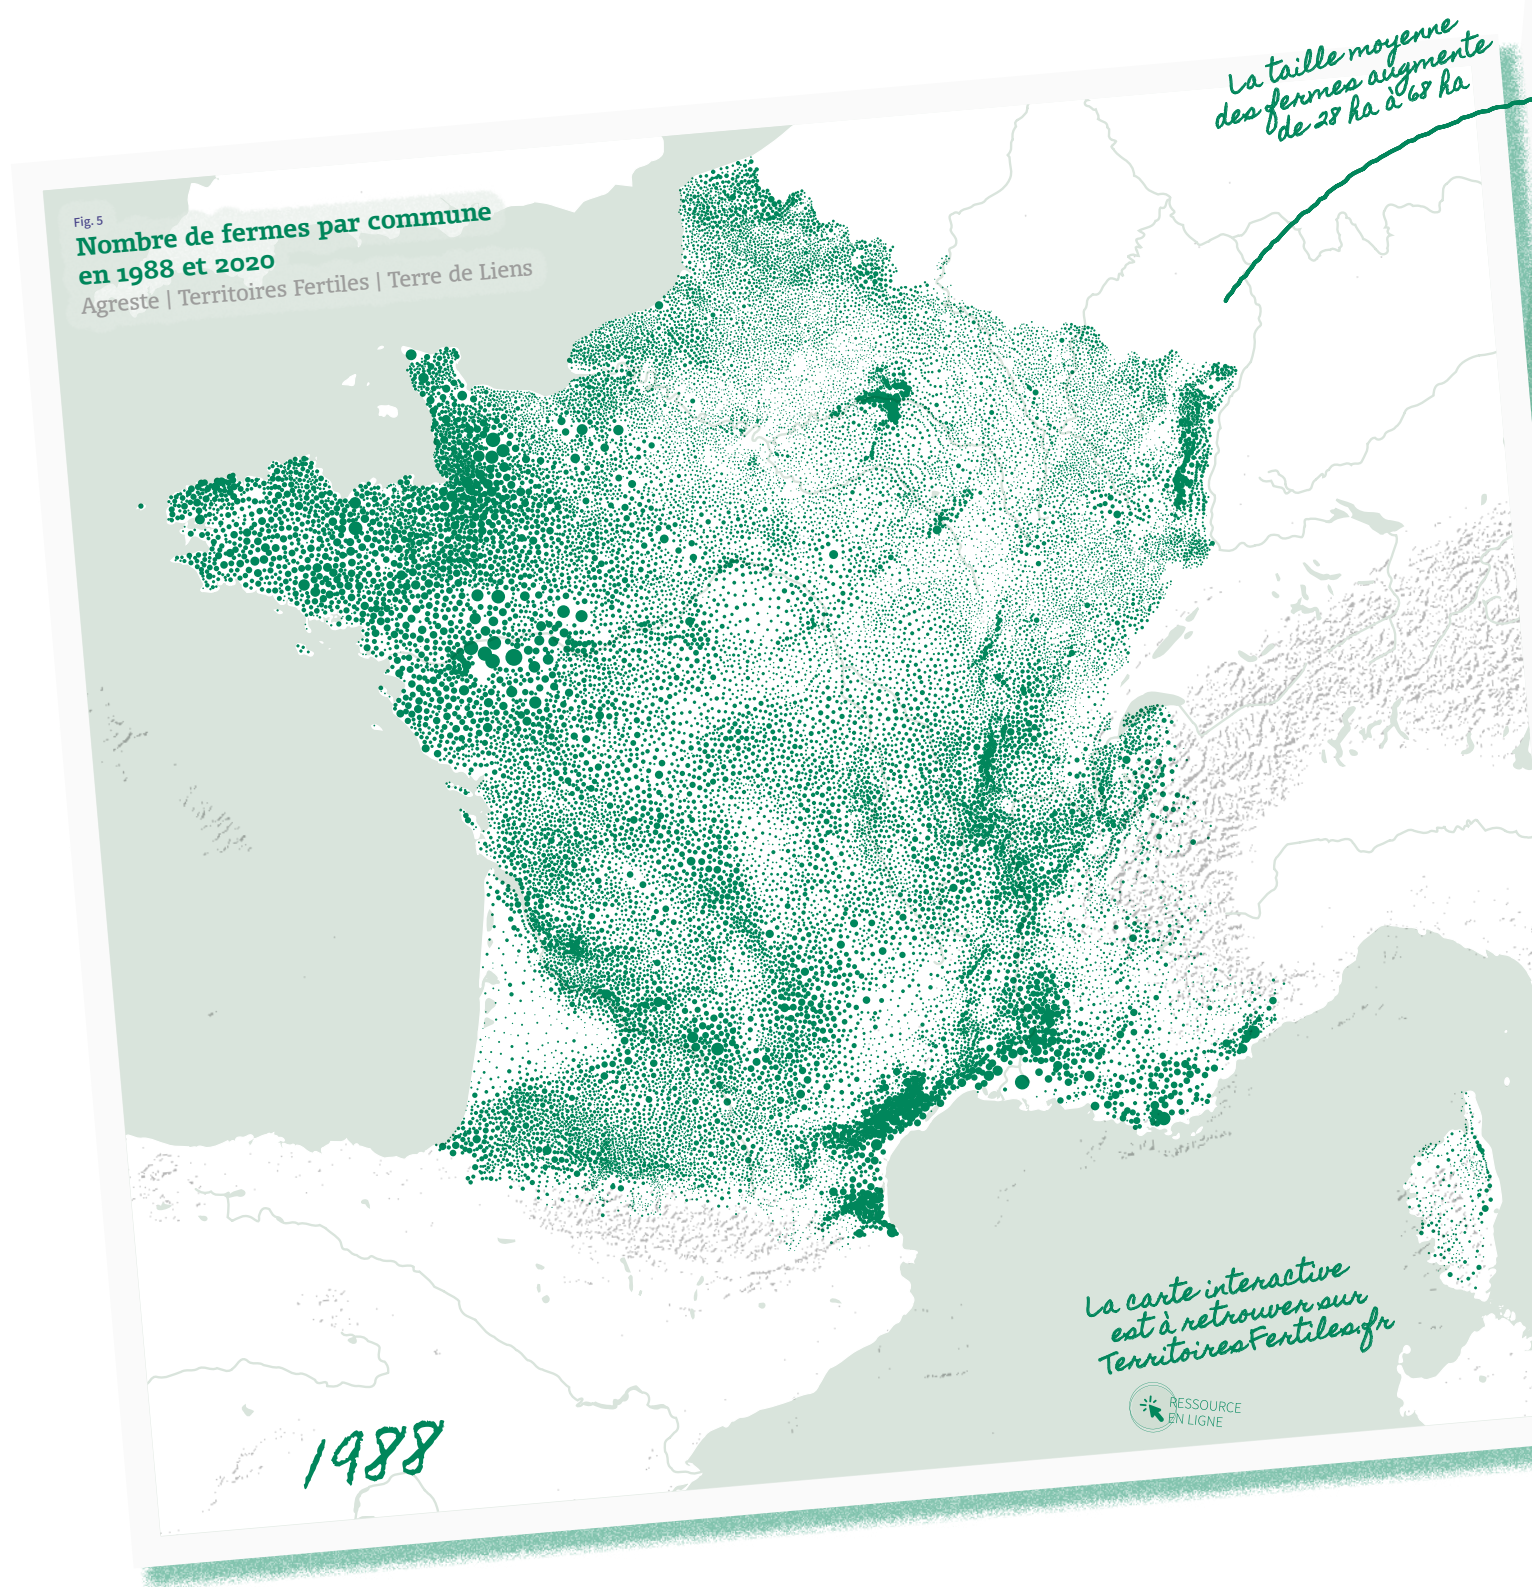 La taille moyenne
des fermes augmente
de 28 ha à 68 ha
Fig. 5
Nombre de fermes par commune
en 1988 et 2020
Agreste | Territoires Fertiles | Terre de Liens
La carte interactive
est à retrouver sur
TerritoiresFertiles.fr
RESSOURCE
EN LIGNE
1988